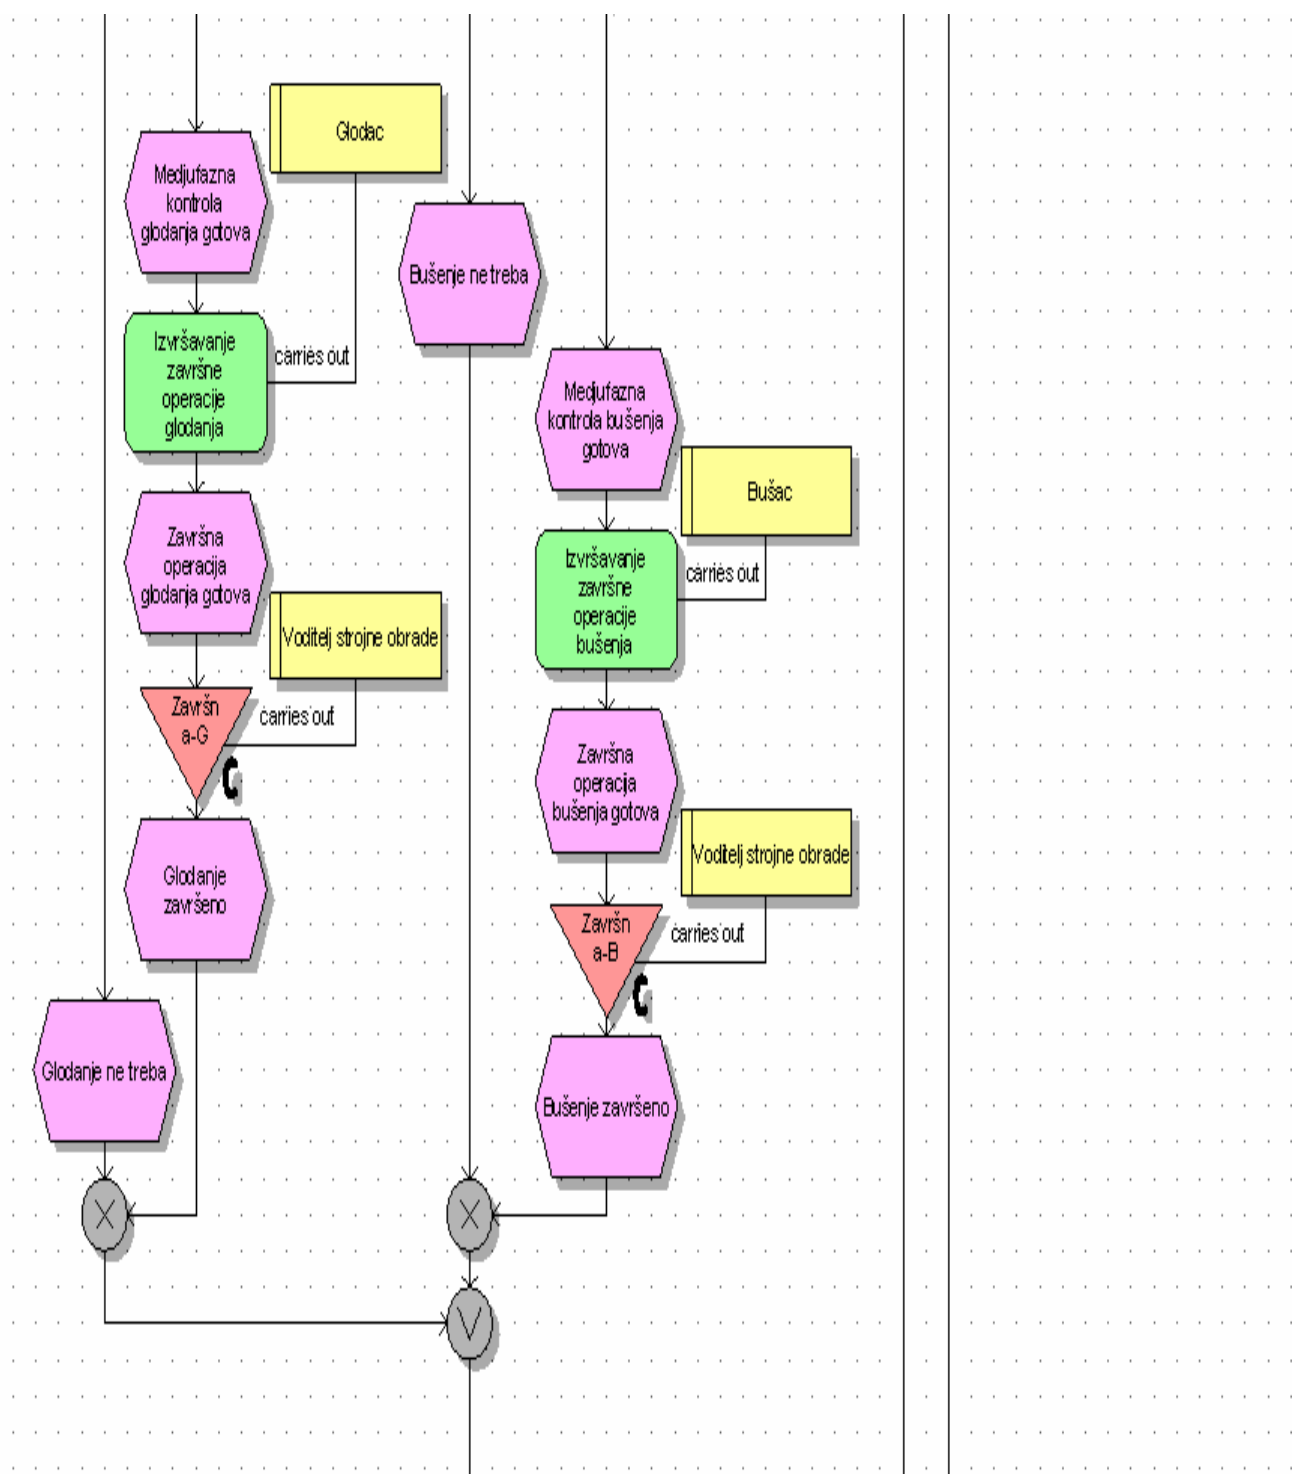 Glodac
Medjufazna
kontrola
glodanja gotova
Bušenje ne treba
Izvršavanje
završne
operacije
glodanja
carries out
Medjufazna
kontrola bušenja
gotova
Bušac
Završna
operacija
glodanja gotova
Izvršavanje
završne
operacije
bušenja
carries out
Voditelj strojne obrade
Završn
a-G
carries out
Završna
operacija
bušenja gotova
Voditelj strojne obrade
Glodanje
završeno
Završn
a-B
carries out
Glodanje ne treba
Bušenje završeno